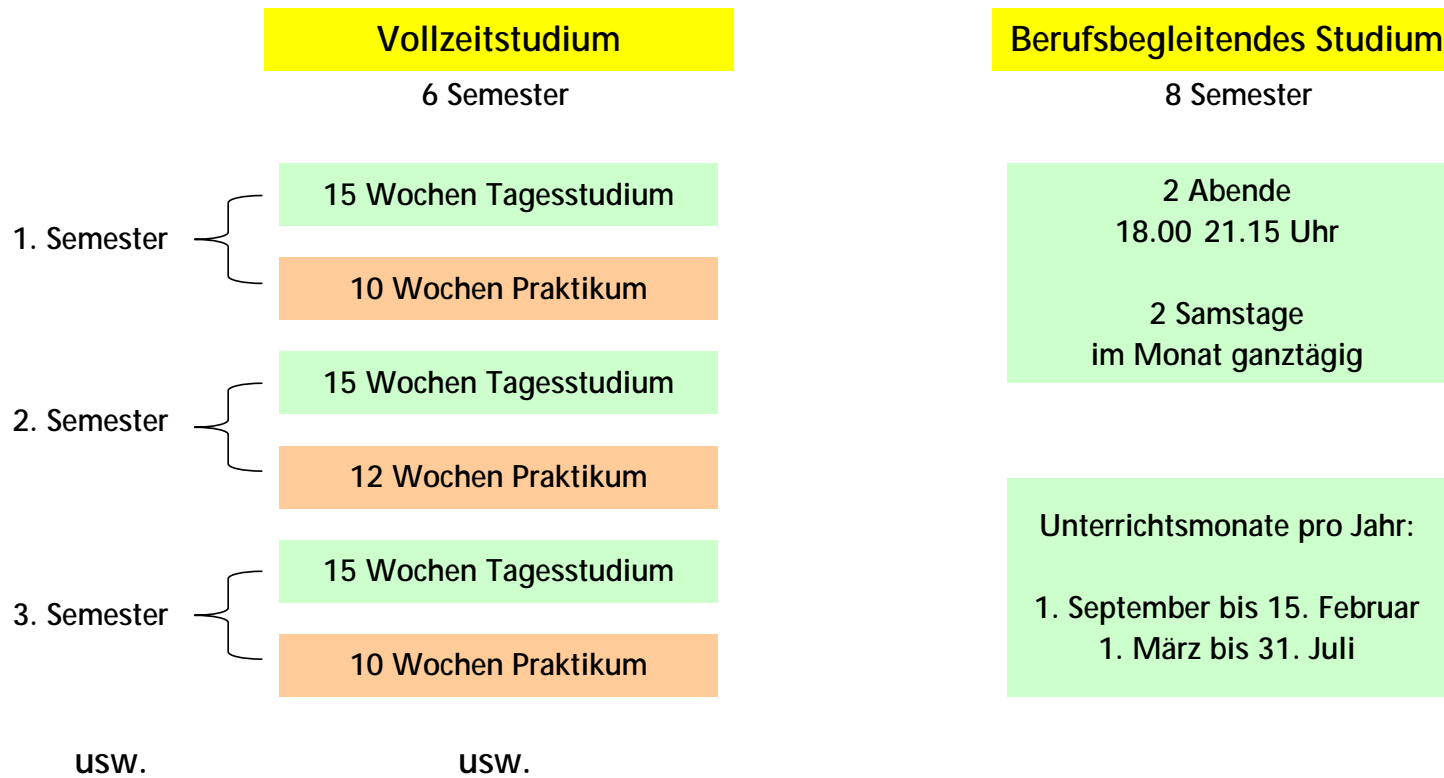 Vollzeitstudium
6 Semester
1. Semester
15 Wochen Tagesstudium
10 Wochen Praktikum
2. Semester
15 Wochen Tagesstudium
12 Wochen Praktikum
3. Semester
15 Wochen Tagesstudium
10 Wochen Praktikum
usw.
usw.
Berufsbegleitendes Studium
8 Semester
2 Abende
18.00 21.15 Uhr
2 Samstage
im Monat ganztägig
Unterrichtsmonate pro Jahr:
1. September bis 15. Februar
1. März bis 31. Juli